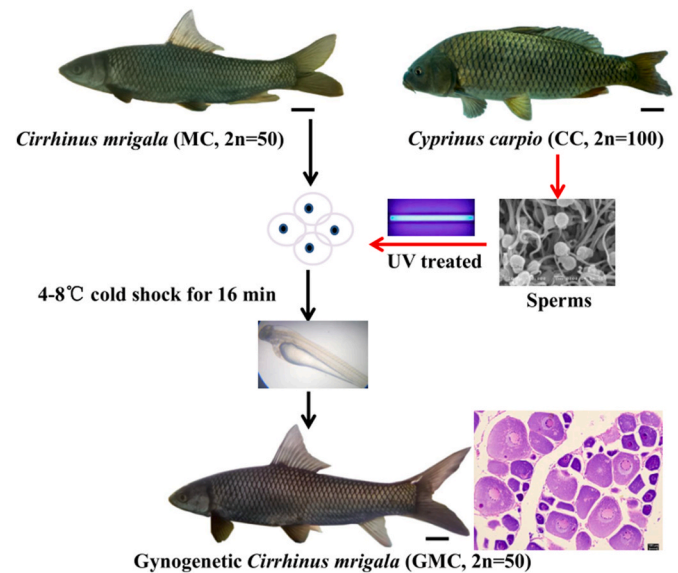 Cirrhinus mrigala (MC, 2n=50)
Cyprinus carpio (CC, 2n=100)
UV treated
Sperms
4-8℃ cold shock for 16 min
Gynogenetic Cirrhinus mrigala (GMC, 2n=50)